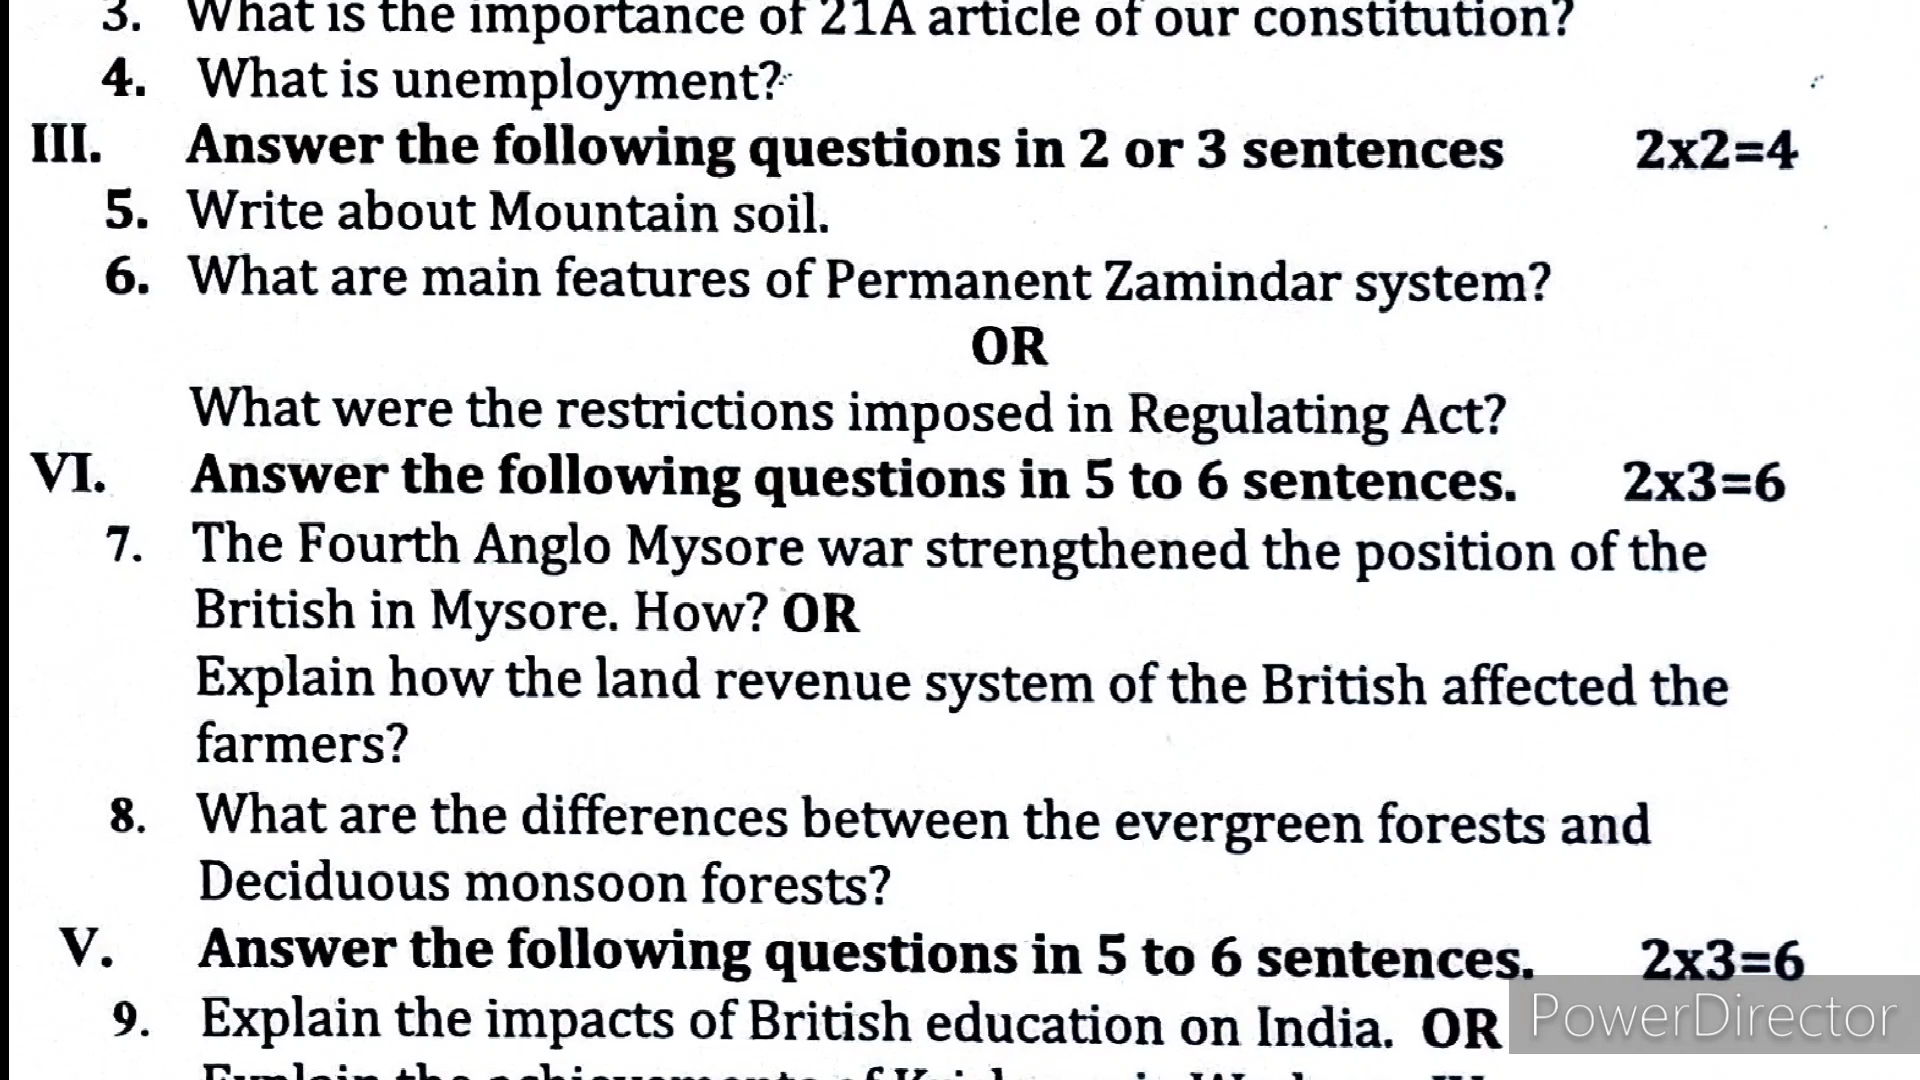 3. What is the importance of 21A article of our constitution?
4. What is unemployment?
III. Answer the following questions in 2 or 3 sentences 2x2=4
5. Write about Mountain soil.
6. What are main features of Permanent Zamindar system?
OR
What were the restrictions imposed in Regulating Act?
VI. Answer the following questions in 5 to 6 sentences. 2x3=6
7. The Fourth Anglo Mysore war strengthened the position of the
British in Mysore. How? OR
Explain how the land revenue system of the British affected the
farmers?
8. What are the differences between the evergreen forests and
Deciduous monsoon forests?
V. Answer the following questions in 5 to 6 sentences. 2x3=6
9. Explain the impacts of British education on India. OR
PowerDirector
Explain the achievements of